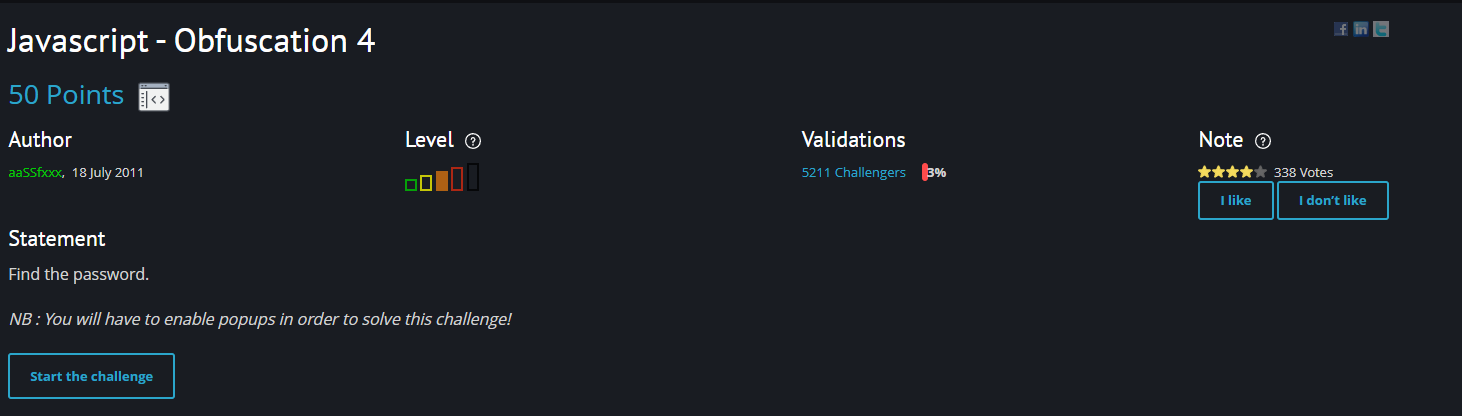 Javascript - Obfuscation 4
50 Points
Author
aaSSfxxx, 18 July 2011
Level ?
Validations
5211 Challengers 3%
Note ?
338 Votes
I like I don't like
Statement
Find the password.
NB : You will have to enable popups in order to solve this challenge!
Start the challenge